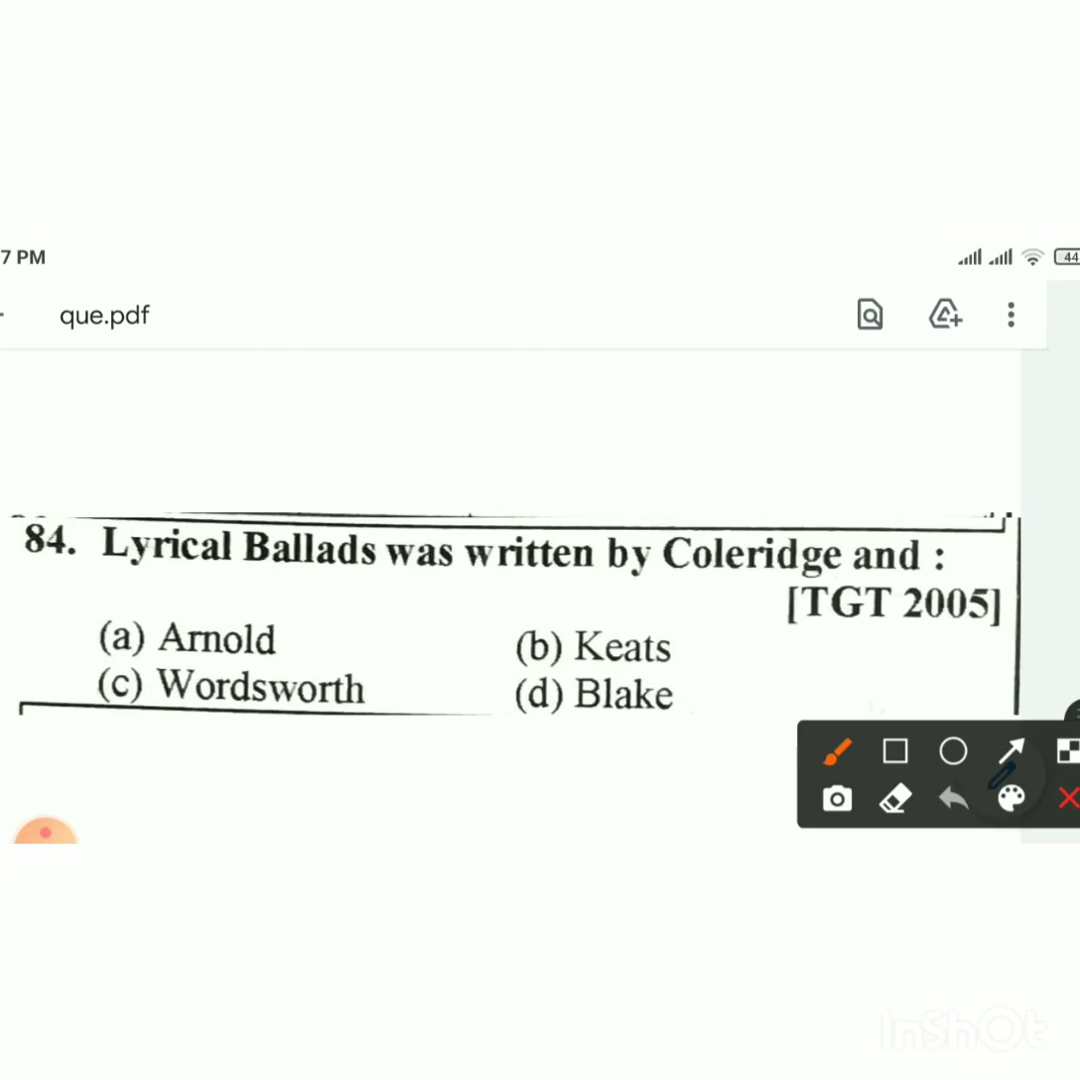 7 PM
44
que.pdf
84. Lyrical Ballads was written by Coleridge and :
[TGT 2005]
(a) Arnold (b) Keats
(c) Wordsworth (d) Blake
InShOt